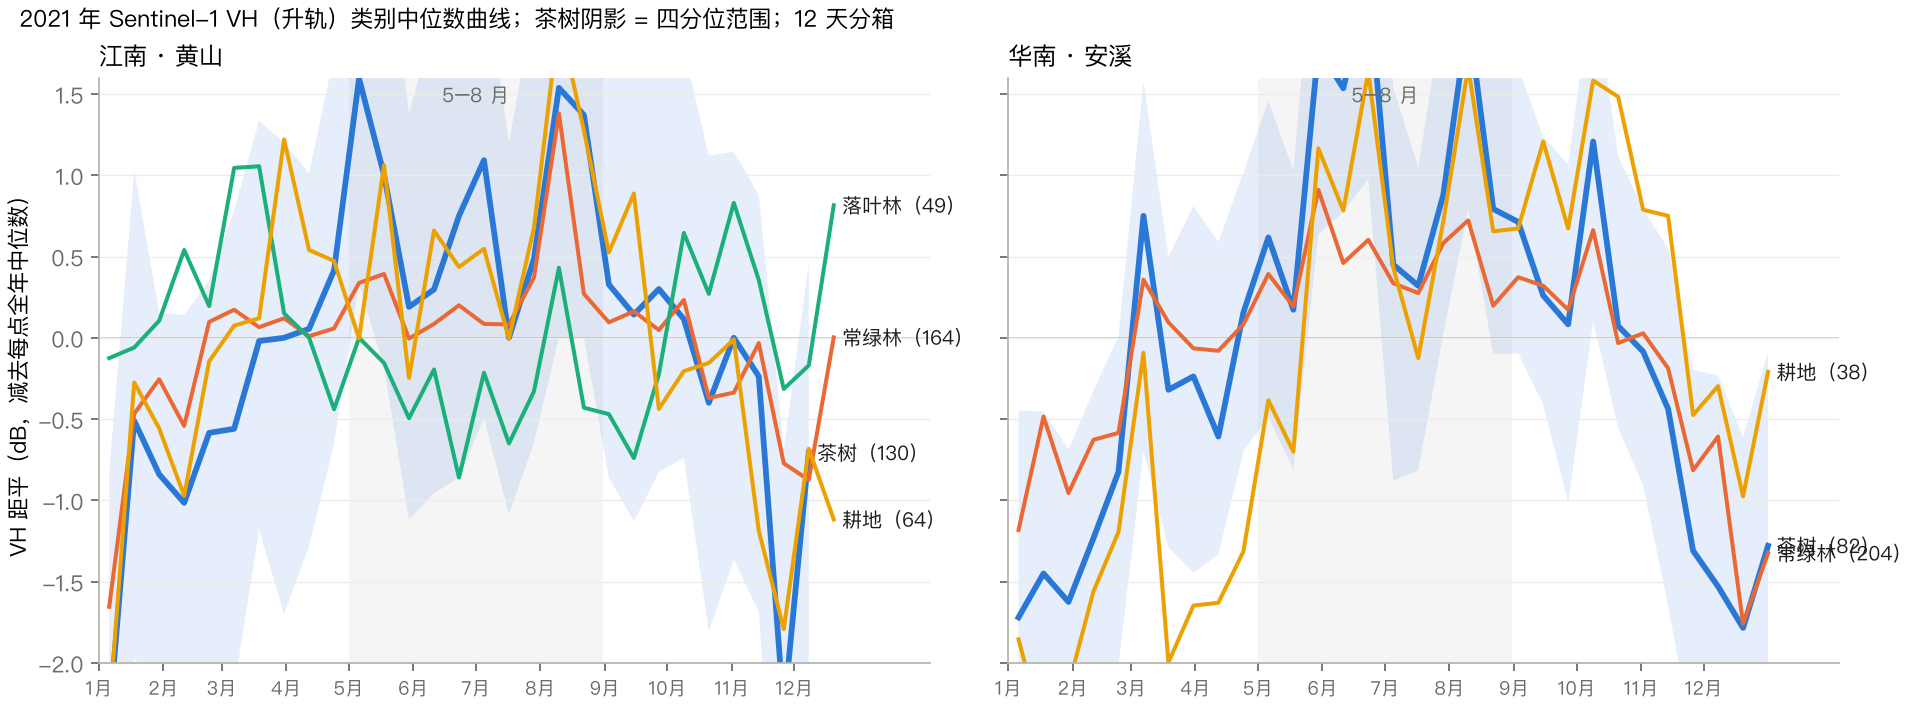 2021 年 Sentinel–1 VH（升轨）类别中位数曲线；茶树阴影 = 四分位范围；12 天分箱
江南 · 黄山
华南 · 安溪
VH 距平（dB，减去每点全年中位数）
1.5
1.0
0.5
0.0
−0.5
−1.0
−1.5
−2.0
5—8 月
5—8 月
落叶林（49）
常绿林（164）
茶树（130）
耕地（64）
耕地（38）
茶树（82）
常绿林（204）
1月 2月 3月 4月 5月 6月 7月 8月 9月 10月 11月 12月
1月 2月 3月 4月 5月 6月 7月 8月 9月 10月 11月 12月